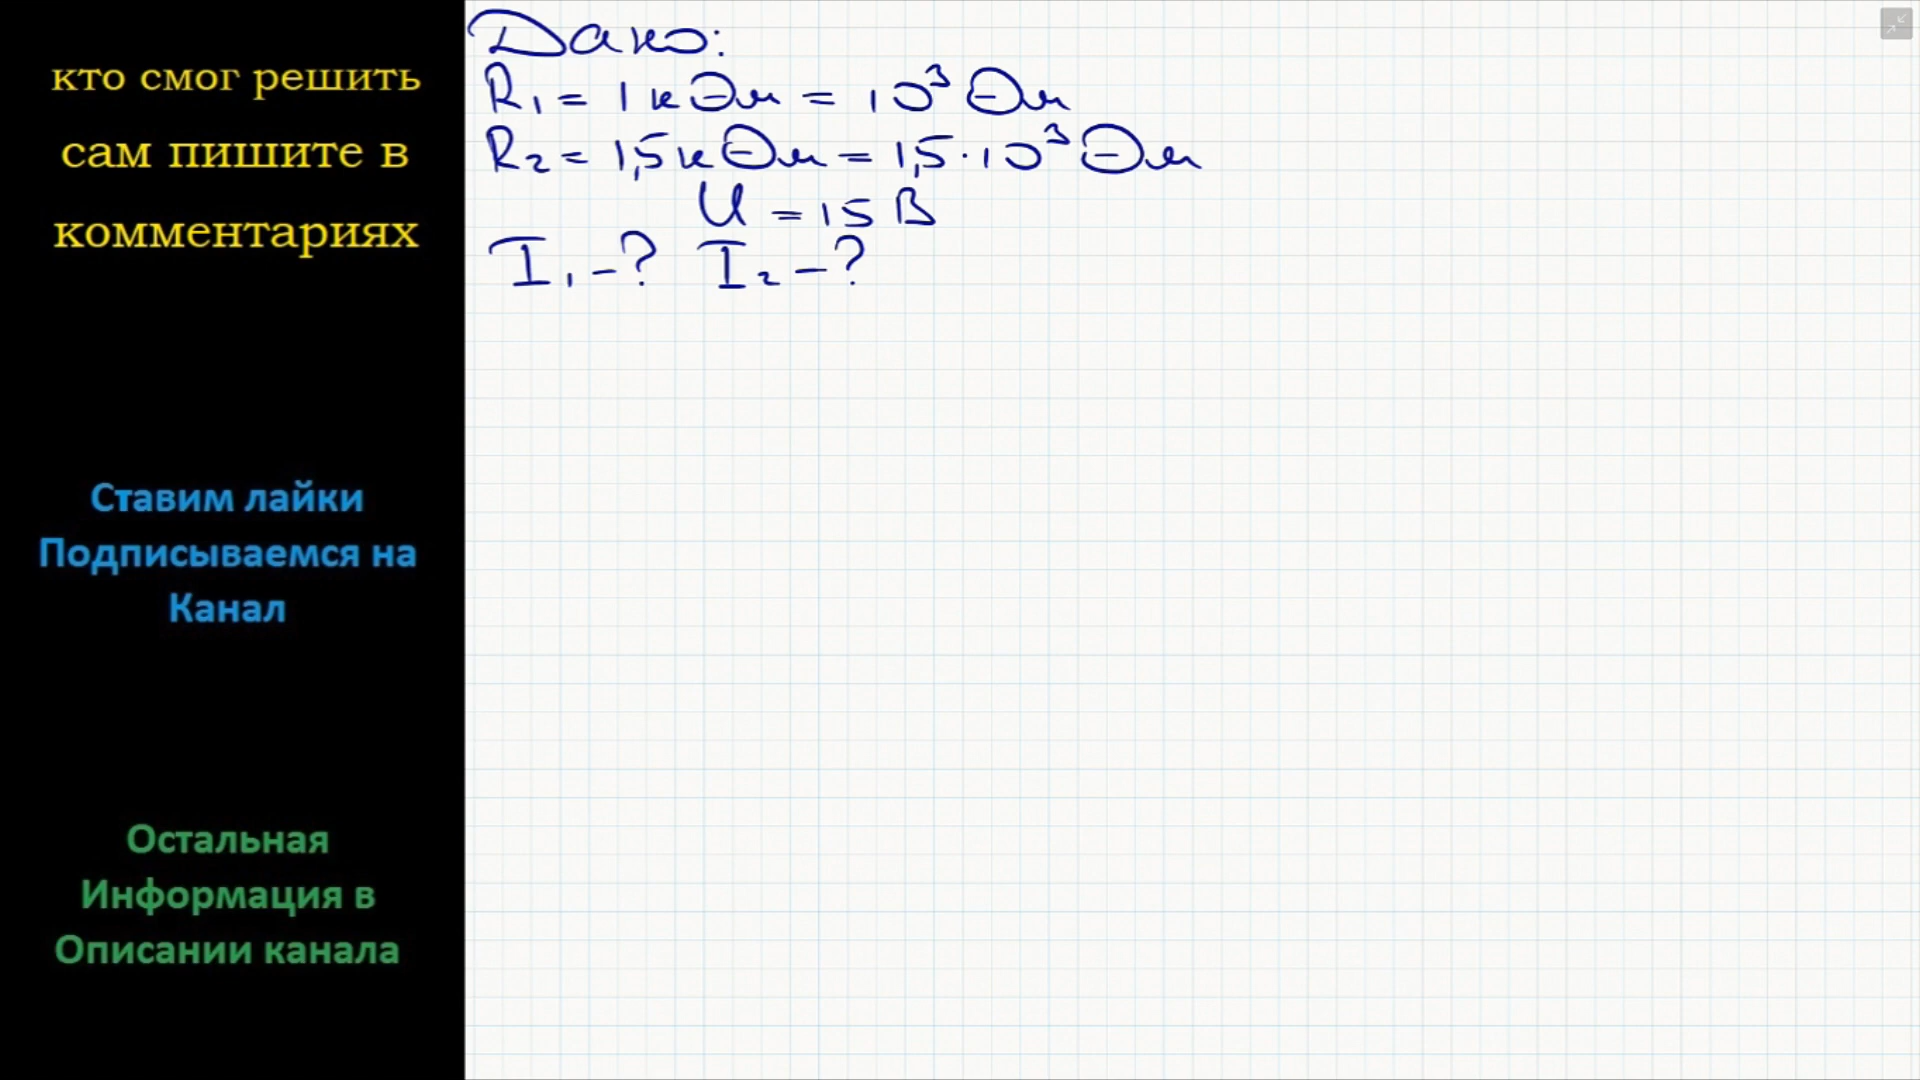 кто смог решить
сам пишите в
комментариях
Ставим лайки
Подписываемся на
Канал
Остальная
Информация в
Описании канала
Дано:
R₁ = 1 кОм = 10³ Ом
R₂ = 1,5 кОм = 1,5·10³ Ом
U = 15 В
I₁ -? I₂ -?